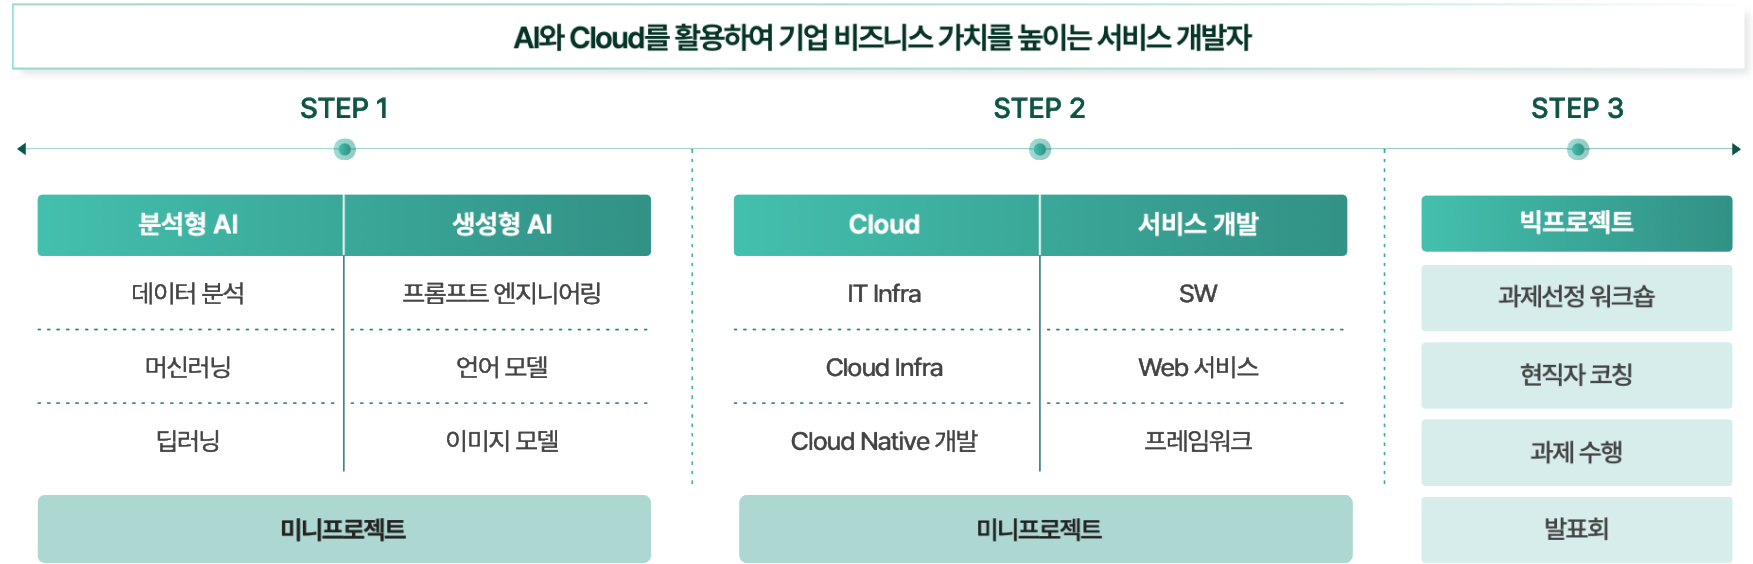 AI와 Cloud를 활용하여 기업 비즈니스 가치를 높이는 서비스 개발자
STEP 1
STEP 2
STEP 3
분석형 AI
생성형 AI
데이터 분석
프롬프트 엔지니어링
머신러닝
언어 모델
딥러닝
이미지 모델
미니프로젝트
Cloud
서비스 개발
IT Infra
SW
Cloud Infra
Web 서비스
Cloud Native 개발
프레임워크
미니프로젝트
빅프로젝트
과제선정 워크숍
현직자 코칭
과제 수행
발표회